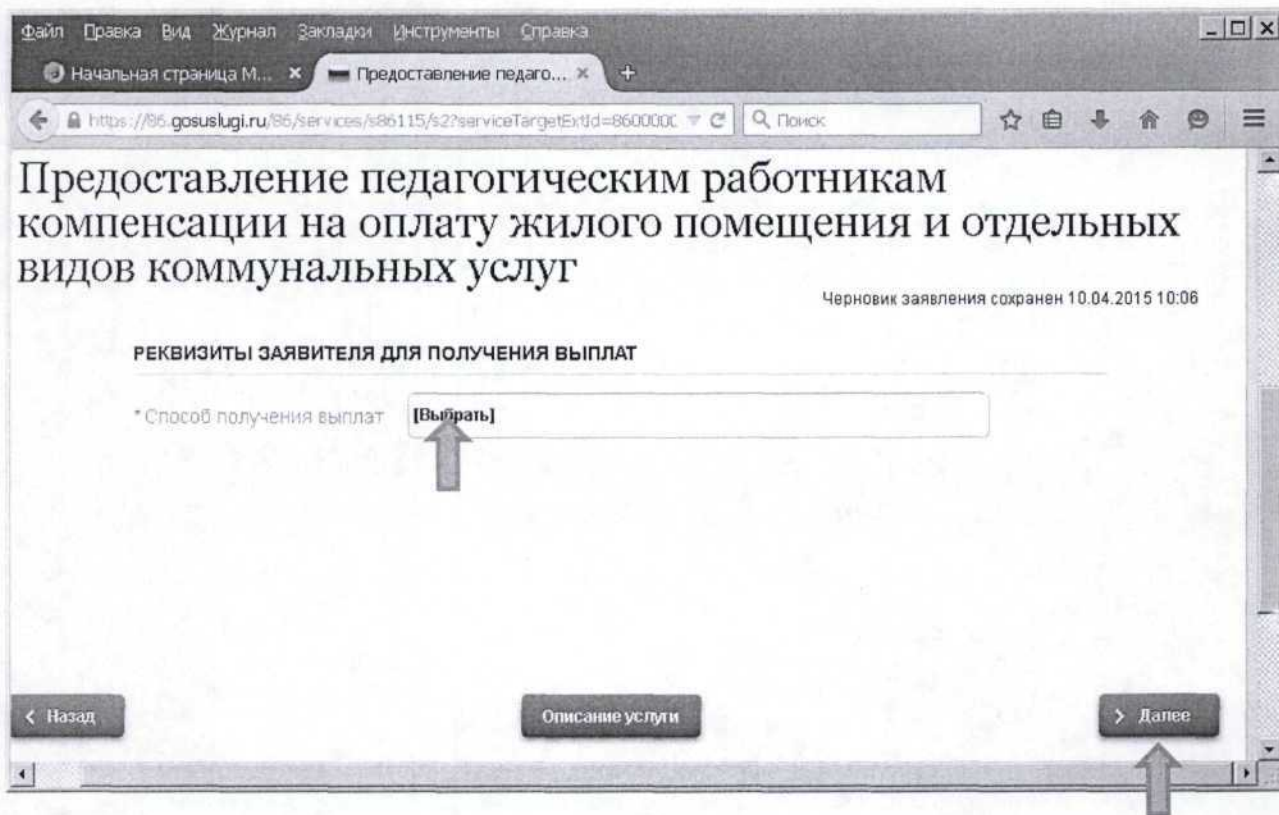 Файл Правка Вид Журнал Закладки Инструменты Справка
Начальная страница M... × Предоставление педаго... × +
https://86.gosuslugi.ru/86/services/s86115/s2?serviceTargetExtId=8600000 Поиск
Предоставление педагогическим работникам
компенсации на оплату жилого помещения и отдельных
видов коммунальных услуг
Черновик заявления сохранен 10.04.2015 10:06
РЕКВИЗИТЫ ЗАЯВИТЕЛЯ ДЛЯ ПОЛУЧЕНИЯ ВЫПЛАТ
* Способ получения выплат [Выбрать]
< Назад Описание услуги > Далее